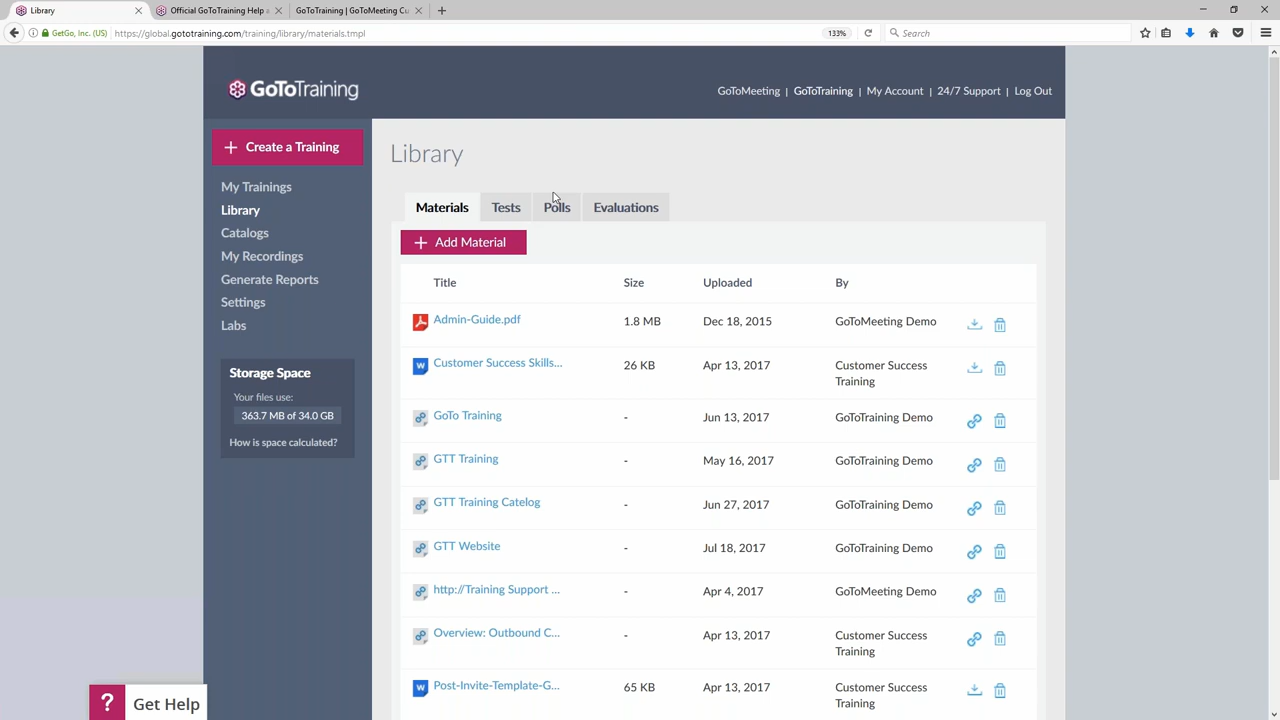 Library
Official GoToTraining Help a
GoToTraining | GoToMeeting Cu
GetGo, Inc. (US)
https://global.gototraining.com/training/library/materials.tmpl
133%
Search
GoToTraining
GoToMeeting | GoToTraining | My Account | 24/7 Support | Log Out
+ Create a Training
My Trainings
Library
Catalogs
My Recordings
Generate Reports
Settings
Labs
Storage Space
Your files use:
363.7 MB of 34.0 GB
How is space calculated?
Library
Materials Tests Polls Evaluations
+ Add Material
Title Size Uploaded By
Admin-Guide.pdf 1.8 MB Dec 18, 2015 GoToMeeting Demo
Customer Success Skills... 26 KB Apr 13, 2017 Customer Success
Training
GoTo Training - Jun 13, 2017 GoToTraining Demo
GTT Training - May 16, 2017 GoToTraining Demo
GTT Training Catelog - Jun 27, 2017 GoToTraining Demo
GTT Website - Jul 18, 2017 GoToTraining Demo
http://Training Support ... - Apr 4, 2017 GoToMeeting Demo
Overview: Outbound C... - Apr 13, 2017 Customer Success
Training
Post-Invite-Template-G... 65 KB Apr 13, 2017 Customer Success
Training
? Get Help